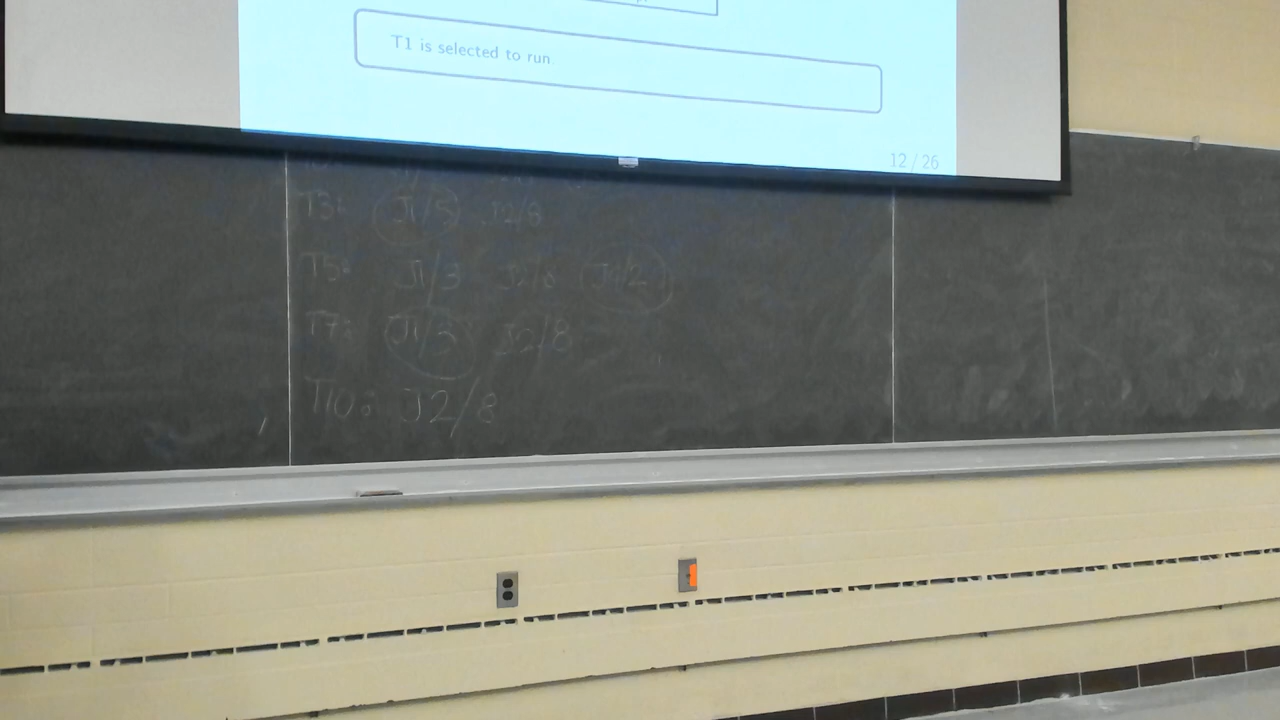 T1 is selected to run
12 / 26
T3: J1/5 J2/8
T5: J1/3 J2/8 J3/2
T7: J1/3 J2/8
T10: J2/8